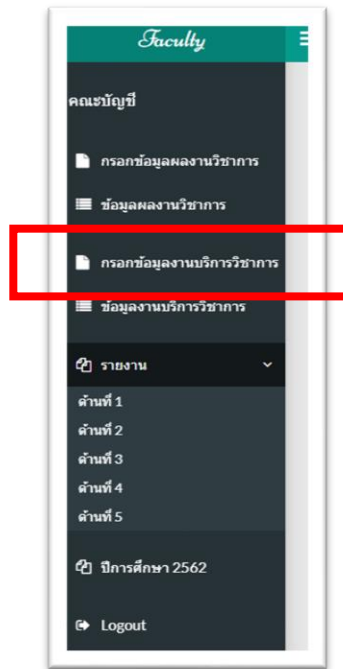 Faculty
คณะบัญชี
กรอกข้อมูลผลงานวิชาการ
ข้อมูลผลงานวิชาการ
กรอกข้อมูลงานบริการวิชาการ
ข้อมูลงานบริการวิชาการ
รายงาน
ด้านที่ 1
ด้านที่ 2
ด้านที่ 3
ด้านที่ 4
ด้านที่ 5
ปีการศึกษา 2562
Logout